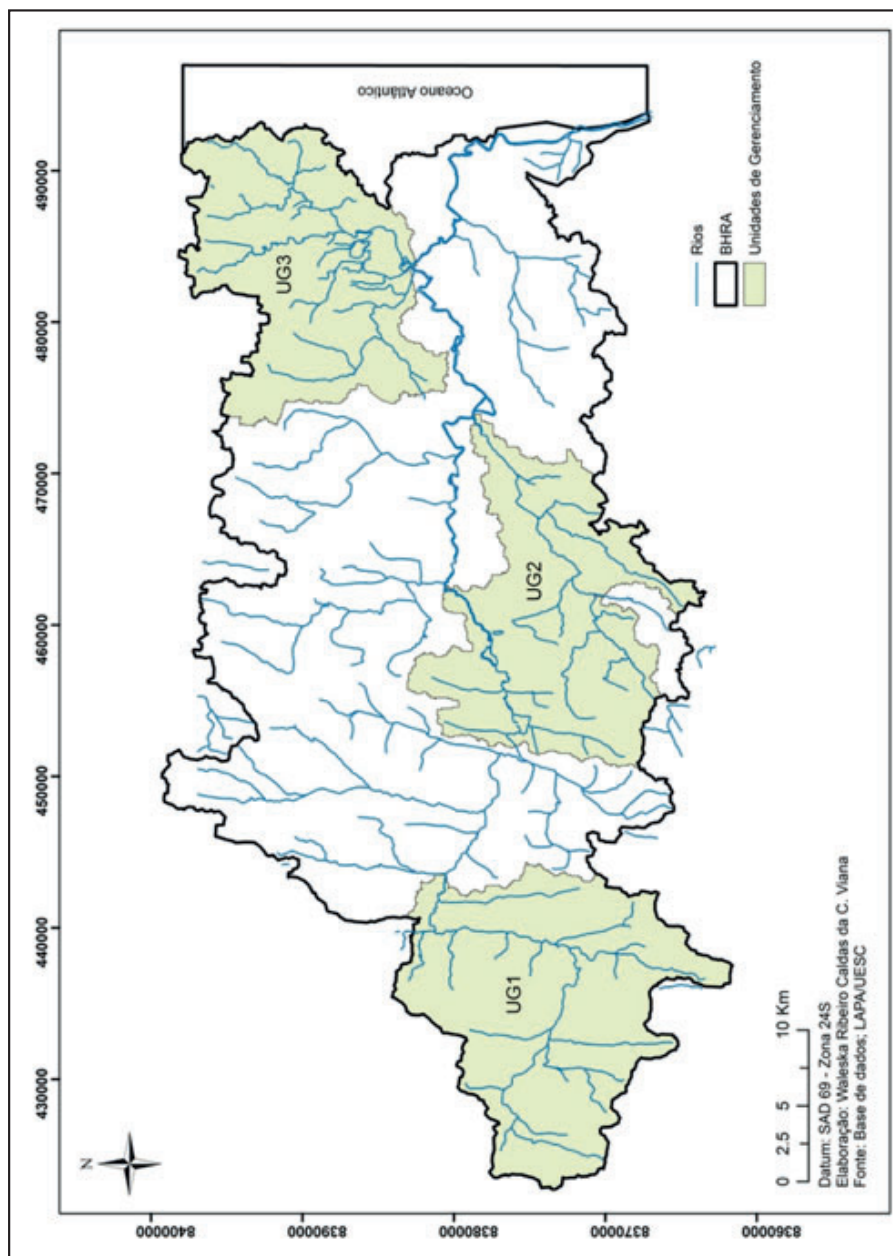 490000
480000
470000
460000
450000
440000
430000
8400000
8390000
8380000
8370000
8360000
N
Oceano Atlântico
UG3
UG2
UG1
Rios
BHRA
Unidades de Gerenciamento
0 2.5 5 10 Km
Datum: SAD 69 - Zona 24S
Elaboração: Waleska Ribeiro Caldas da C. Viana
Fonte: Base de dados; LAPA/UESC